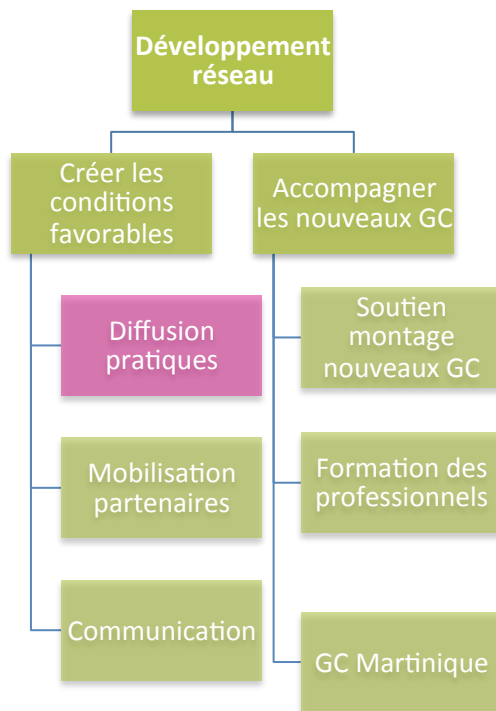 Développement
réseau
Créer les
conditions
favorables
Accompagner
les nouveaux GC
Diffusion
pratiques
Mobilisation
partenaires
Communication
Soutien
montage
nouveaux GC
Formation des
professionnels
GC Martinique